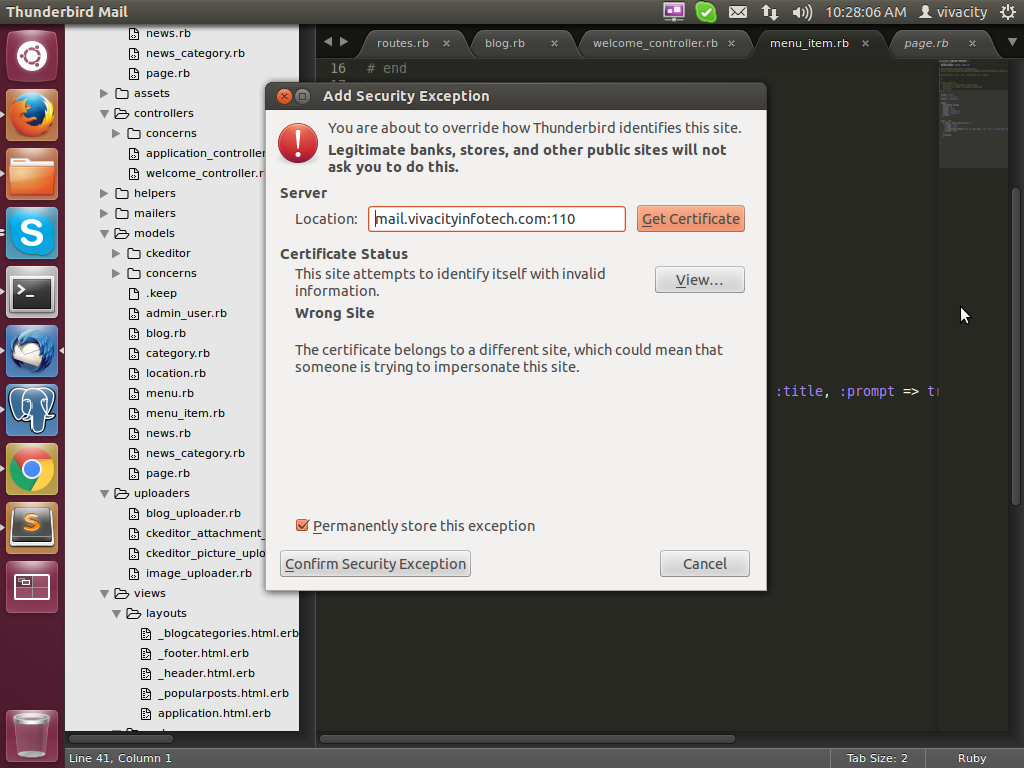 Thunderbird Mail
10:28:06 AM vivacity
news.rb
news_category.rb
page.rb
assets
controllers
concerns
application_controller
welcome_controller.r
helpers
mailers
models
ckeditor
concerns
.keep
admin_user.rb
blog.rb
category.rb
location.rb
menu.rb
menu_item.rb
news.rb
news_category.rb
page.rb
uploaders
blog_uploader.rb
ckeditor_attachment_
ckeditor_picture_uplo
image_uploader.rb
views
layouts
_blogcategories.html.erb
_footer.html.erb
_header.html.erb
_popularposts.html.erb
application.html.erb
routes.rb × blog.rb × welcome_controller.rb × menu_item.rb × page.rb ×
16 # end
:title, :prompt => tr
Add Security Exception
You are about to override how Thunderbird identifies this site.
Legitimate banks, stores, and other public sites will not
ask you to do this.
Server
Location: mail.vivacityinfotech.com:110 Get Certificate
Certificate Status
This site attempts to identify itself with invalid
information.
View...
Wrong Site
The certificate belongs to a different site, which could mean that
someone is trying to impersonate this site.
Permanently store this exception
Confirm Security Exception Cancel
Line 41, Column 1 Tab Size: 2 Ruby